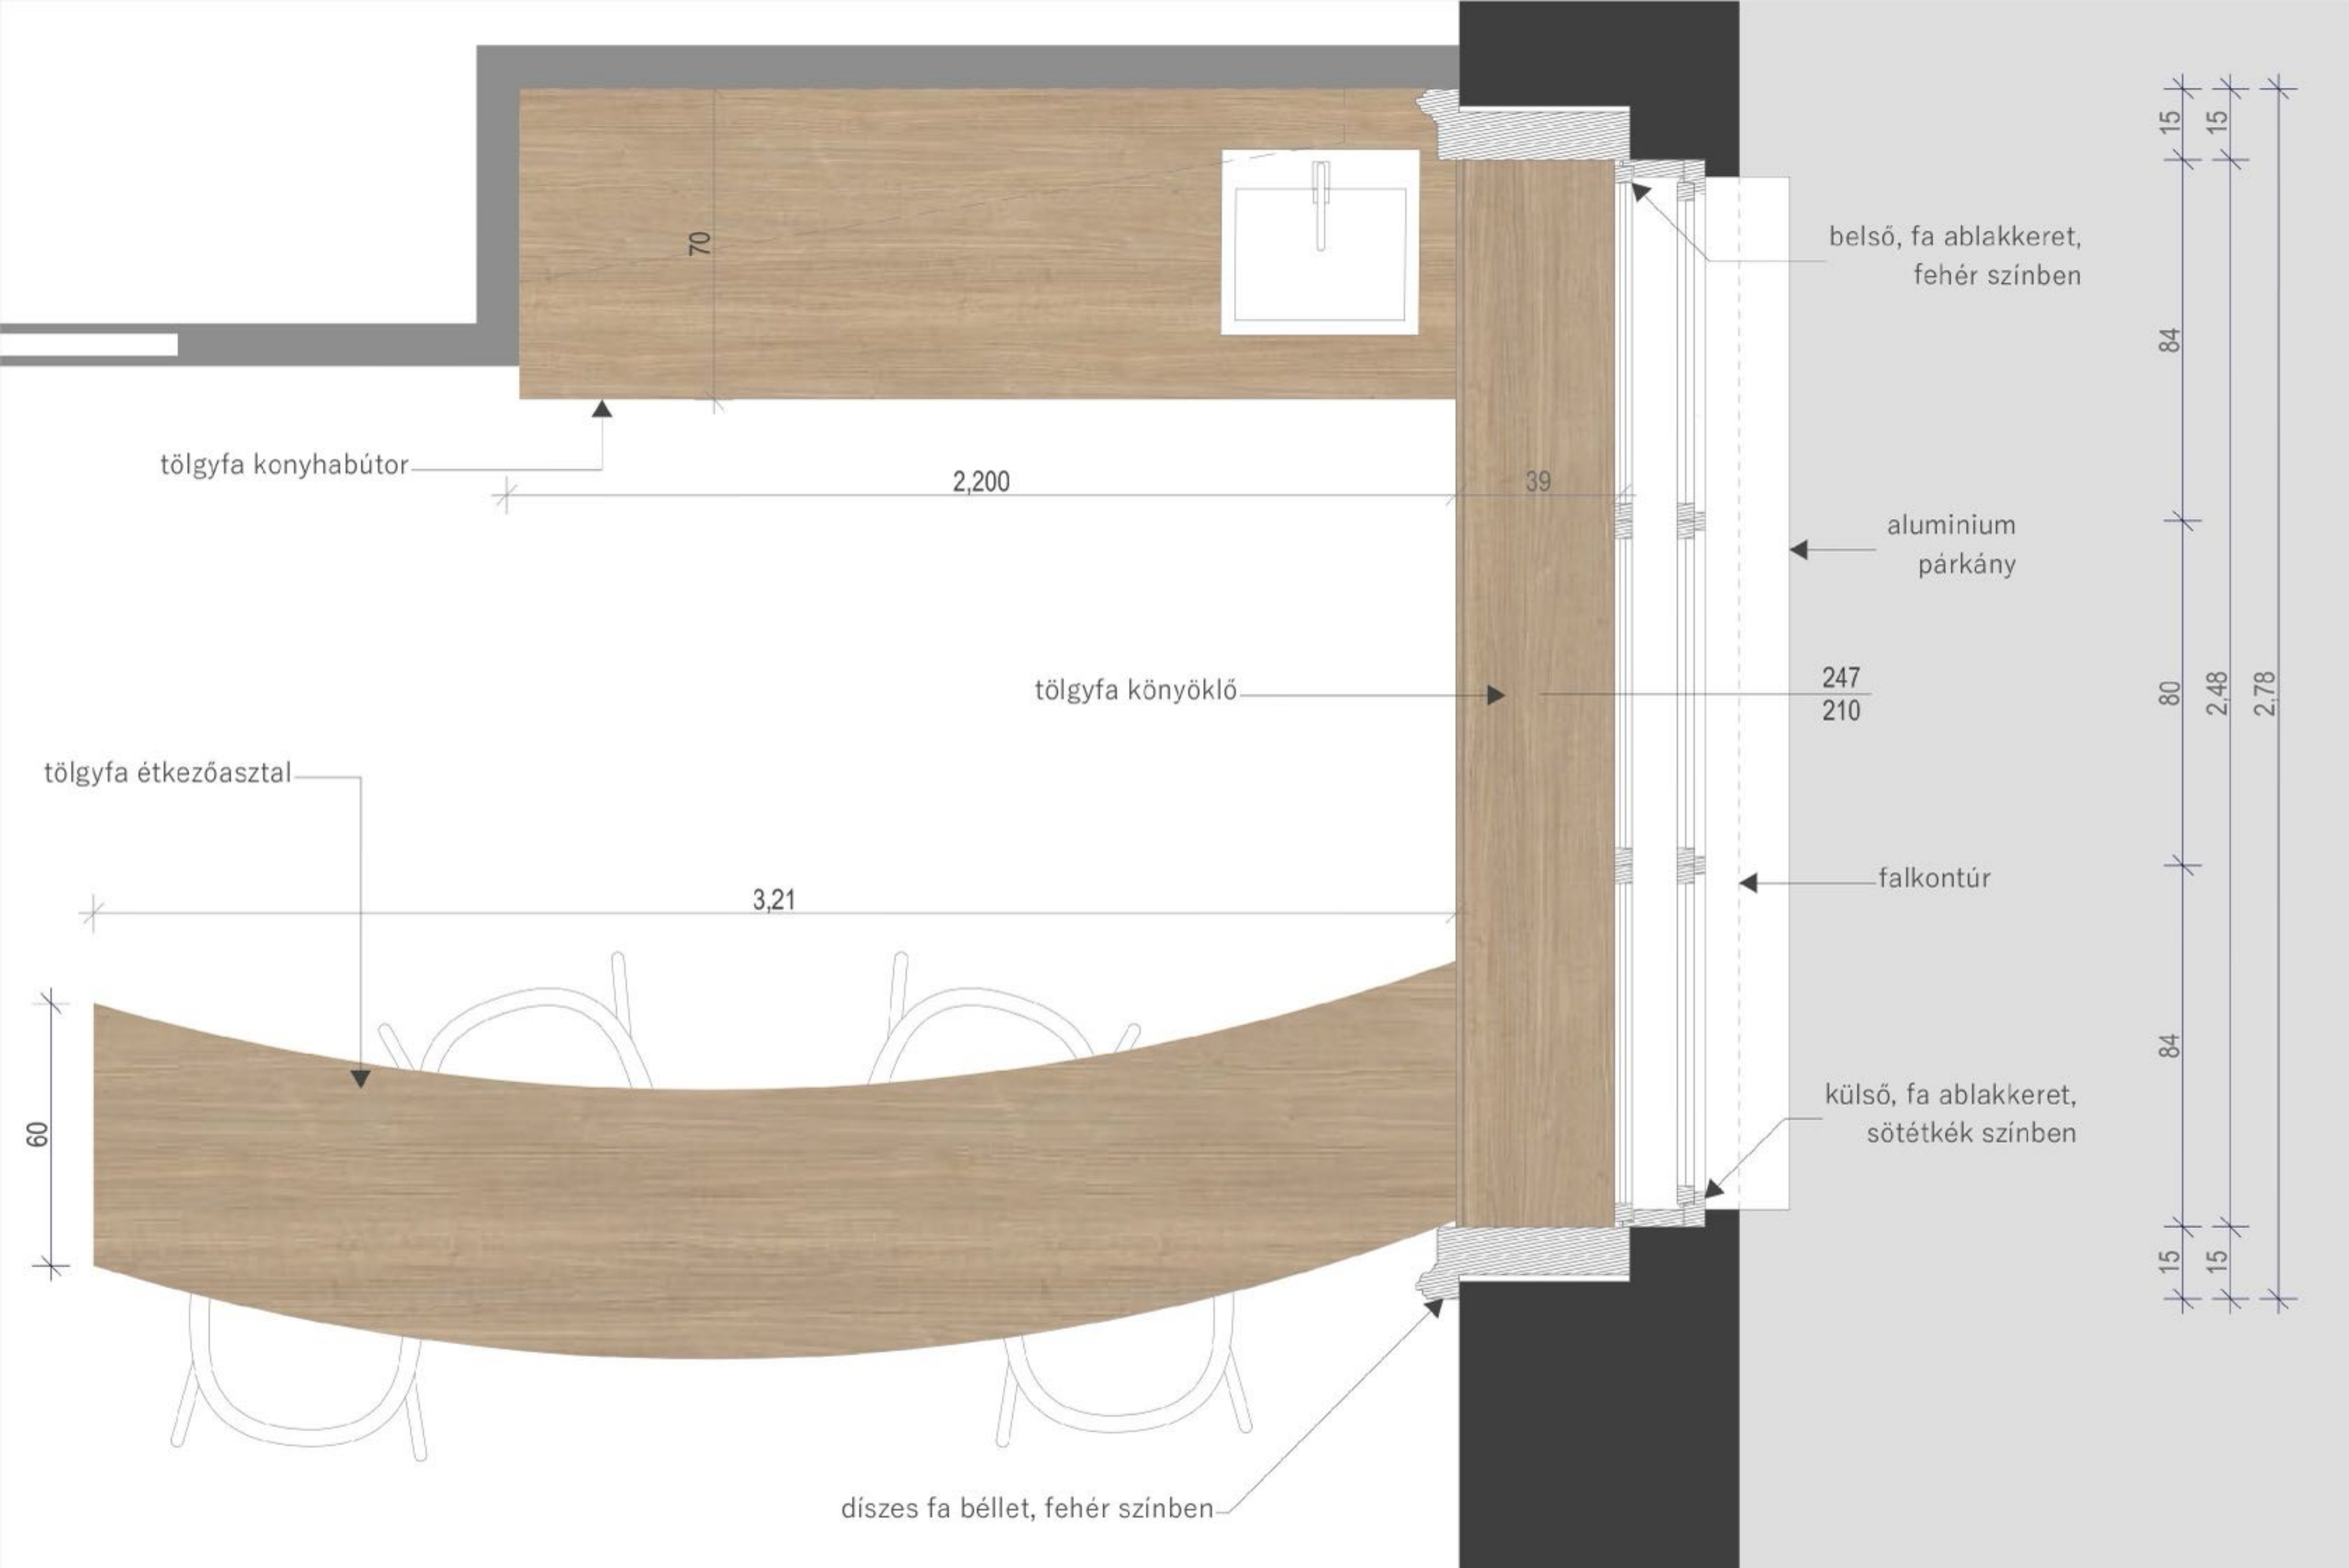 15
15
70
belső, fa ablakkeret,
fehér színben
84
tölgyfa konyhabútor
2,200
39
aluminium
párkány
tölgyfa könyöklő
247
210
80
2,48
2,78
tölgyfa étkezőasztal
3,21
falkontúr
84
60
külső, fa ablakkeret,
sötétkék színben
15
15
díszes fa béllet, fehér színben